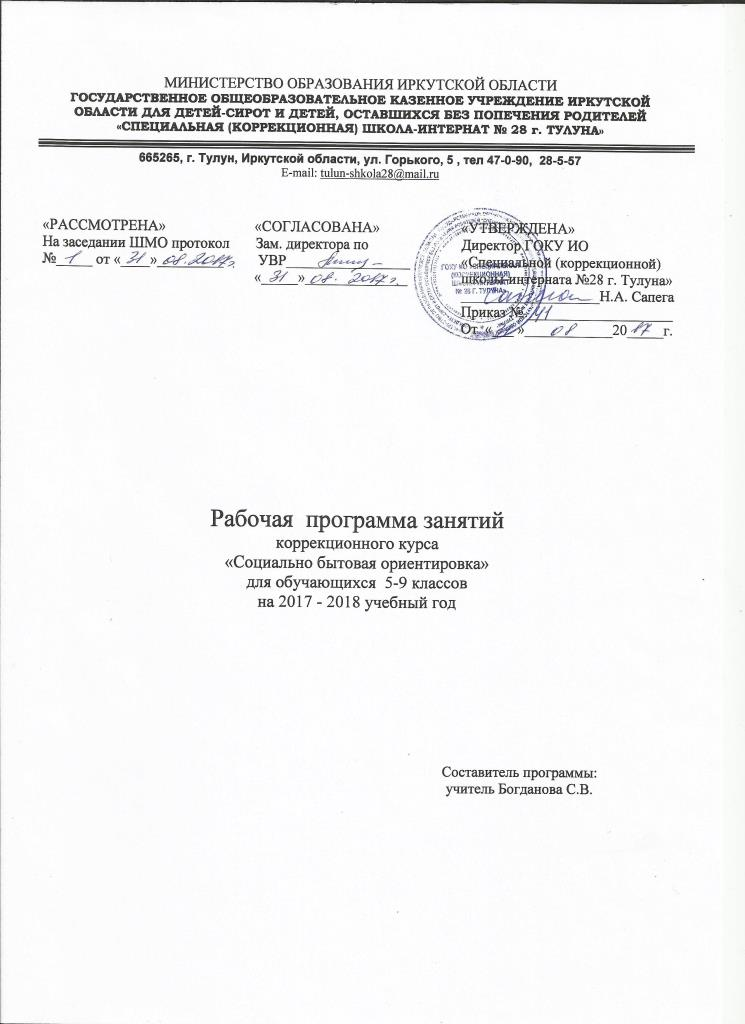 МИНИСТЕРСТВО ОБРАЗОВАНИЯ ИРКУТСКОЙ ОБЛАСТИ
ГОСУДАРСТВЕННОЕ ОБЩЕОБРАЗОВАТЕЛЬНОЕ КАЗЕННОЕ УЧРЕЖДЕНИЕ ИРКУТСКОЙ
ОБЛАСТИ ДЛЯ ДЕТЕЙ-СИРОТ И ДЕТЕЙ, ОСТАВШИХСЯ БЕЗ ПОПЕЧЕНИЯ РОДИТЕЛЕЙ
«СПЕЦИАЛЬНАЯ (КОРРЕКЦИОННАЯ) ШКОЛА-ИНТЕРНАТ № 28 г. ТУЛУНА»
665265, г. Тулун, Иркутской области, ул. Горького, 5 , тел 47-0-90, 28-5-57
E-mail: tulun-shkola28@mail.ru
«РАССМОТРЕНА»
На заседании ШМО протокол
№ 1 от « 31 » 08.2017г.
«СОГЛАСОВАНА»
Зам. директора по
УВР
« 31 » 08. 2017г.
«УТВЕРЖДЕНА»
Директор ГОКУ ИО
«Специальной (коррекционной)
школы-интерната №28 г. Тулуна»
Н.А. Сапега
Приказ № 141
От « » 08 20 17 г.
Рабочая программа занятий
коррекционного курса
«Социально бытовая ориентировка»
для обучающихся 5-9 классов
на 2017 - 2018 учебный год
Составитель программы:
учитель Богданова С.В.